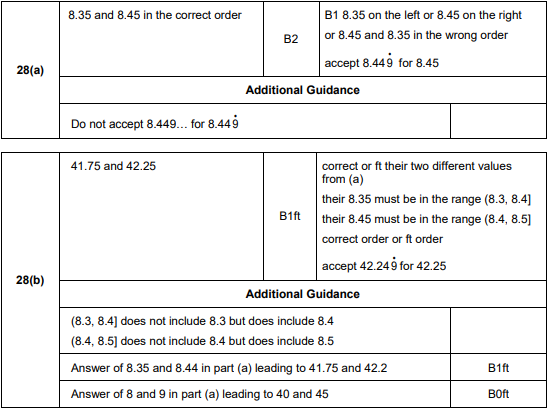 28(a)
8.35 and 8.45 in the correct order
B2
B1 8.35 on the left or 8.45 on the right
or 8.45 and 8.35 in the wrong order
accept 8.449̇ for 8.45
Additional Guidance
Do not accept 8.449… for 8.449̇
28(b)
41.75 and 42.25
B1ft
correct or ft their two different values
from (a)
their 8.35 must be in the range (8.3, 8.4]
their 8.45 must be in the range (8.4, 8.5]
correct order or ft order
accept 42.249̇ for 42.25
Additional Guidance
(8.3, 8.4] does not include 8.3 but does include 8.4
(8.4, 8.5] does not include 8.4 but does include 8.5
Answer of 8.35 and 8.44 in part (a) leading to 41.75 and 42.2
B1ft
Answer of 8 and 9 in part (a) leading to 40 and 45
B0ft